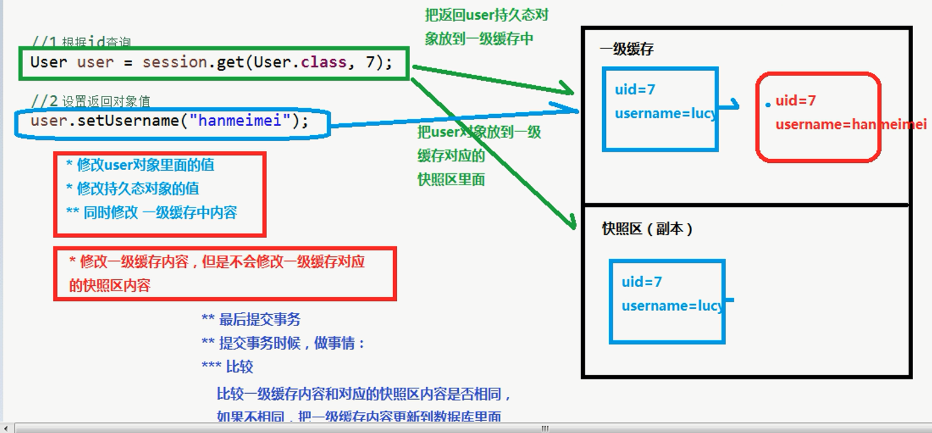 //1 根据id查询
User user = session.get(User.class, 7);
//2 设置返回对象值
user.setUsername("hanmeimei");
* 修改user对象里面的值
* 修改持久态对象的值
** 同时修改 一级缓存中内容
* 修改一级缓存内容，但是不会修改一级缓存对应
的快照区内容
** 最后提交事务
** 提交事务时候，做事情：
*** 比较
比较一级缓存内容和对应的快照区内容是否相同，
如果不相同，把一级缓存内容更新到数据库里面
把返回user持久态对
象放到一级缓存中
把user对象放到一级
缓存对应的
快照区里面
一级缓存
uid=7
username=lucy
uid=7
username=hanmeimei
快照区（副本）
uid=7
username=lucy